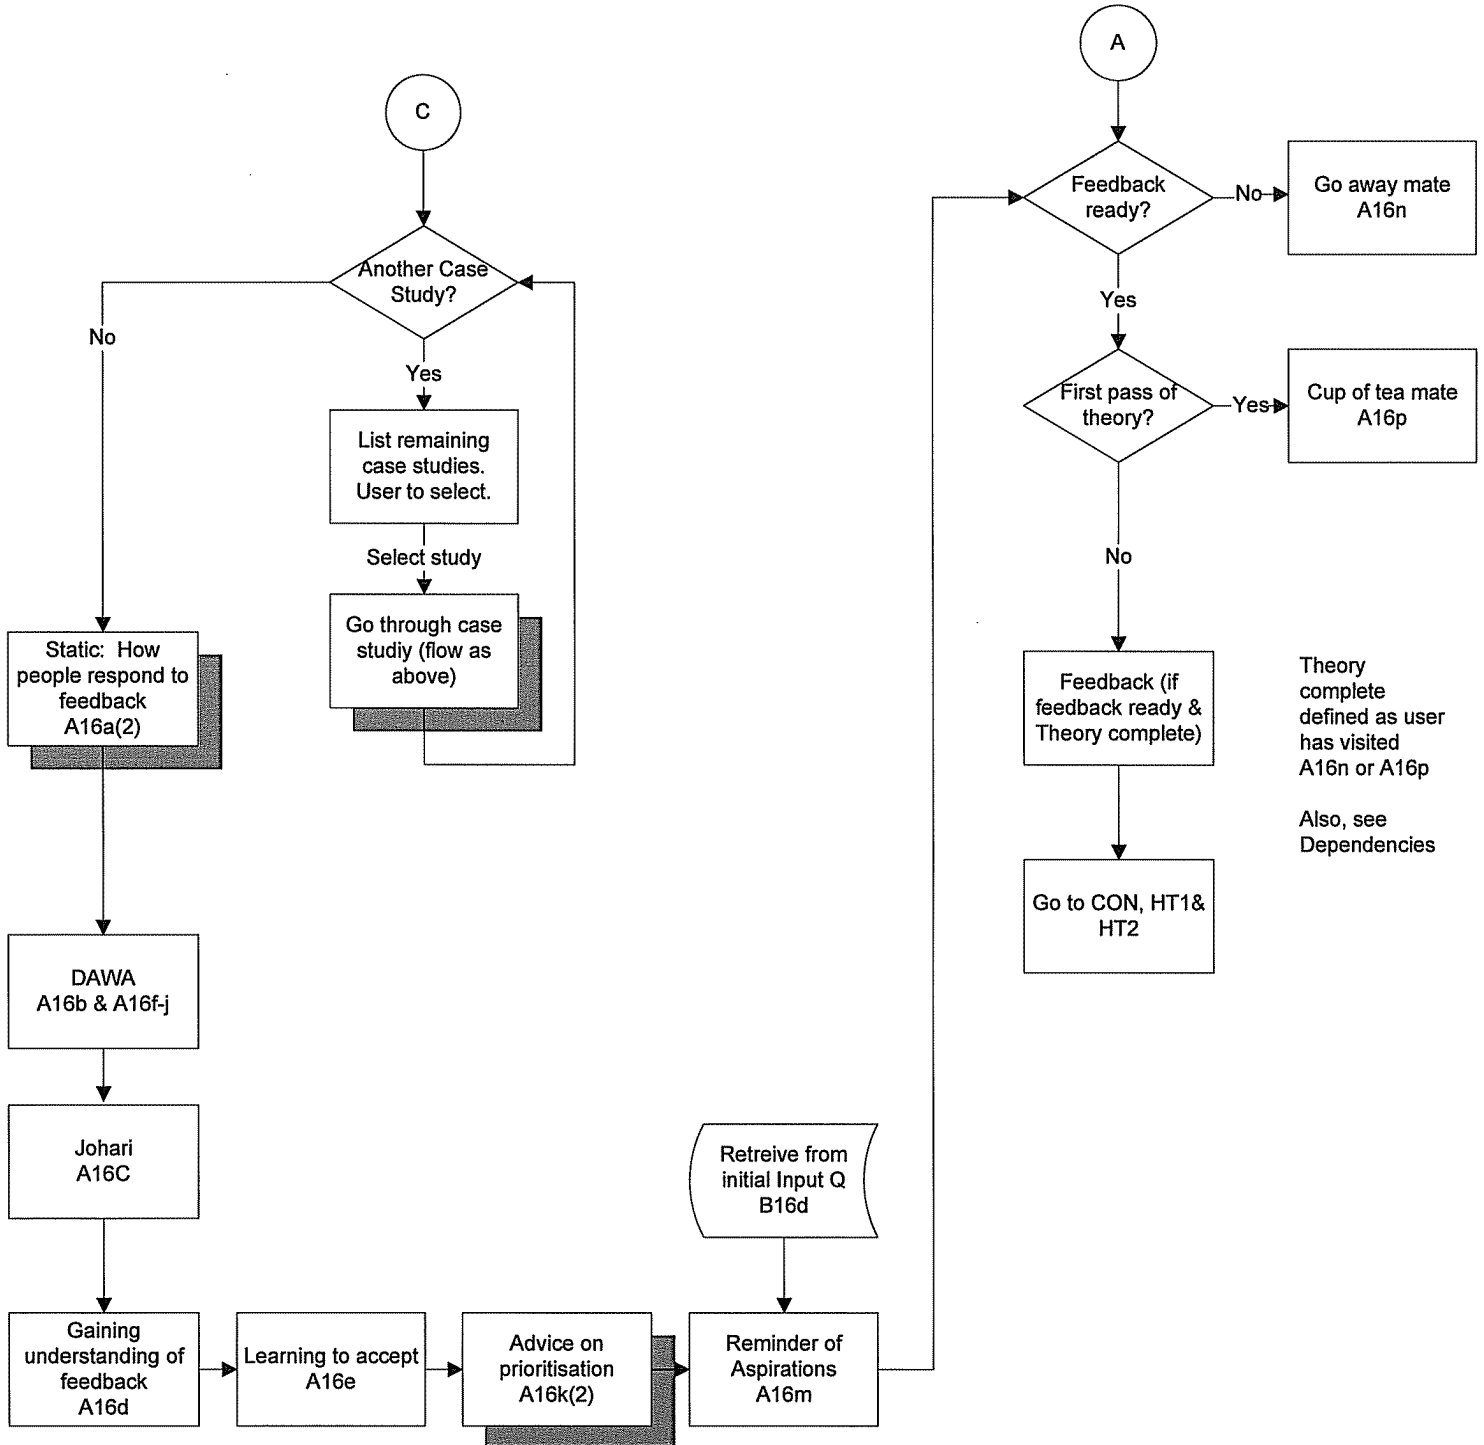 C
Another Case
Study?
No
Yes
List remaining
case studies.
User to select.
Select study
Go through case
studiy (flow as
above)
Static: How
people respond to
feedback
A16a(2)
DAWA
A16b & A16f-j
Johari
A16C
Gaining
understanding of
feedback
A16d
Learning to accept
A16e
Advice on
prioritisation
A16k(2)
Retreive from
initial Input Q
B16d
Reminder of
Aspirations
A16m
A
Feedback
ready?
No
Go away mate
A16n
Yes
First pass of
theory?
Yes
Cup of tea mate
A16p
No
Feedback (if
feedback ready &
Theory complete)
Go to CON, HT1&
HT2
Theory
complete
defined as user
has visited
A16n or A16p
Also, see
Dependencies